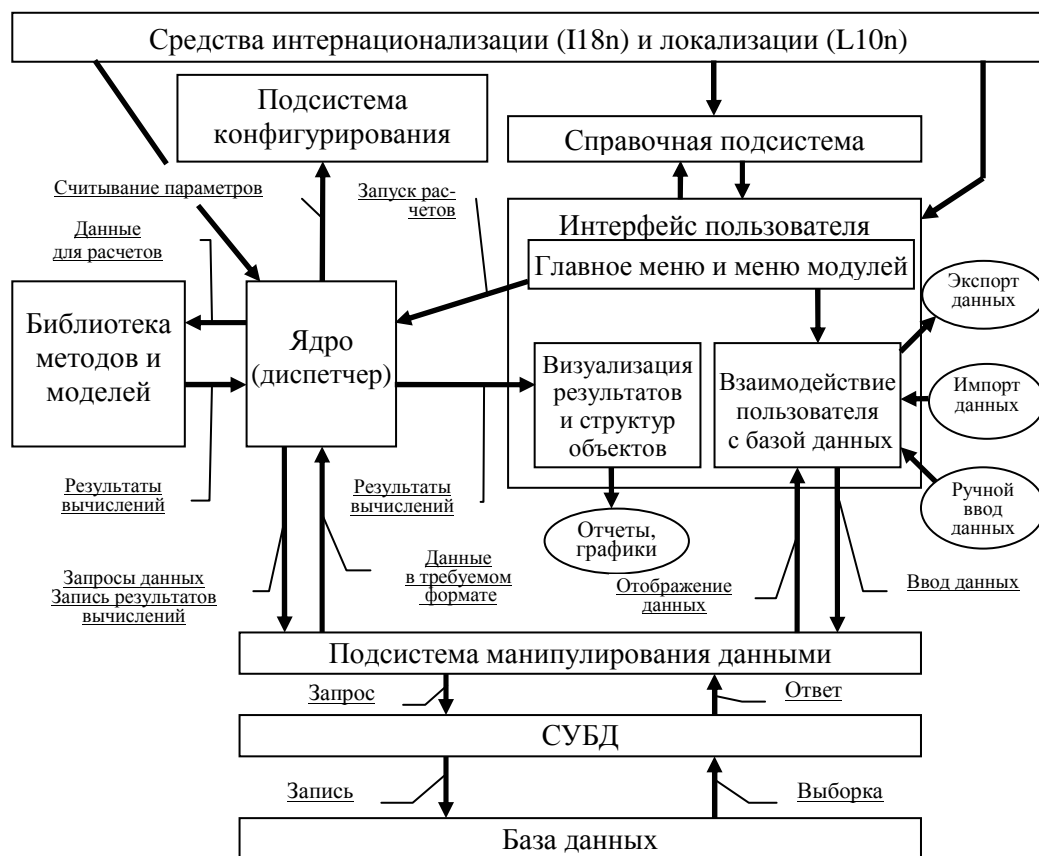 Средства интернационализации (I18n) и локализации (L10n)
Подсистема
конфигурирования
Справочная подсистема
Считывание параметров
Запуск рас-
четов
Данные
для расчетов
Интерфейс пользователя
Главное меню и меню модулей
Экспорт
данных
Библиотека
методов и
моделей
Ядро
(диспетчер)
Визуализация
результатов
и структур
объектов
Взаимодействие
пользователя
с базой данных
Импорт
данных
Результаты
вычислений
Результаты
вычислений
Ручной
ввод
данных
Отчеты,
графики
Запросы данных
Запись результатов
вычислений
Данные
в требуемом
формате
Отображение
данных
Ввод данных
Подсистема манипулирования данными
Запрос
Ответ
СУБД
Запись
Выборка
База данных